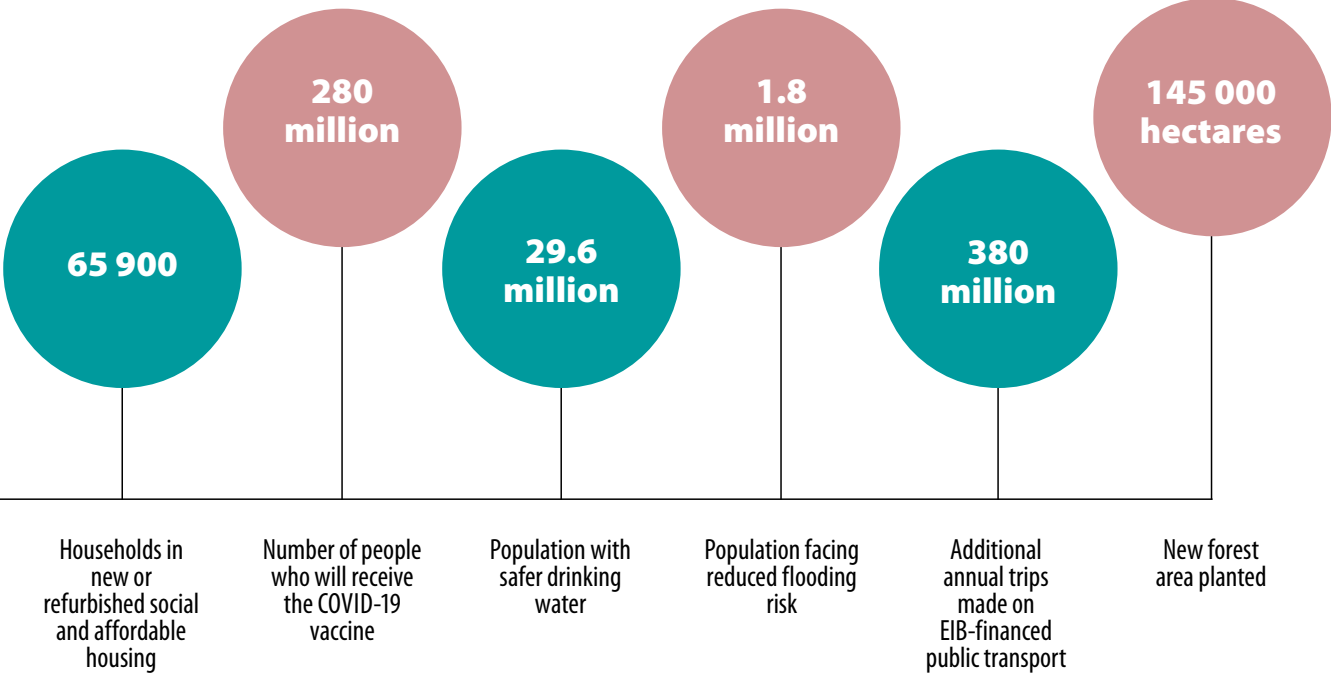 65 900
280
million
29.6
million
1.8
million
380
million
145 000
hectares
Households in
new or
refurbished social
and affordable
housing
Number of people
who will receive
the COVID-19
vaccine
Population with
safer drinking
water
Population facing
reduced flooding
risk
Additional
annual trips
made on
EIB-financed
public transport
New forest
area planted